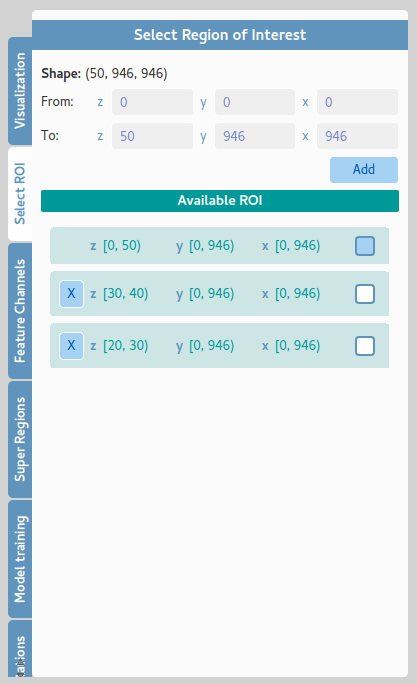 Select Region of Interest
Visualization
Select ROI
Feature Channels
Super Regions
Model training
Shape: (50, 946, 946)
From: z 0 y 0 x 0
To: z 50 y 946 x 946
Add
Available ROI
z [0, 50) y [0, 946) x [0, 946)
X z [30, 40) y [0, 946) x [0, 946)
X z [20, 30) y [0, 946) x [0, 946)